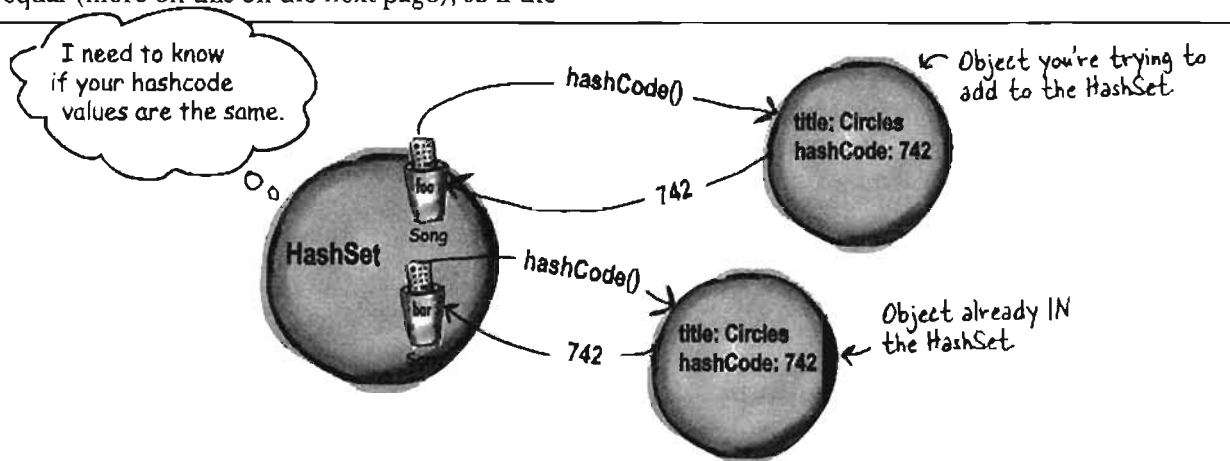 equal (more on this on the next page), so if the
I need to know
if your hashcode
values are the same.
hashCode()
Object you're trying to
add to the HashSet
title: Circles
hashCode: 742
foo
742
Song
HashSet
hashCode()
bar
Object already IN
the HashSet
title: Circles
hashCode: 742
742